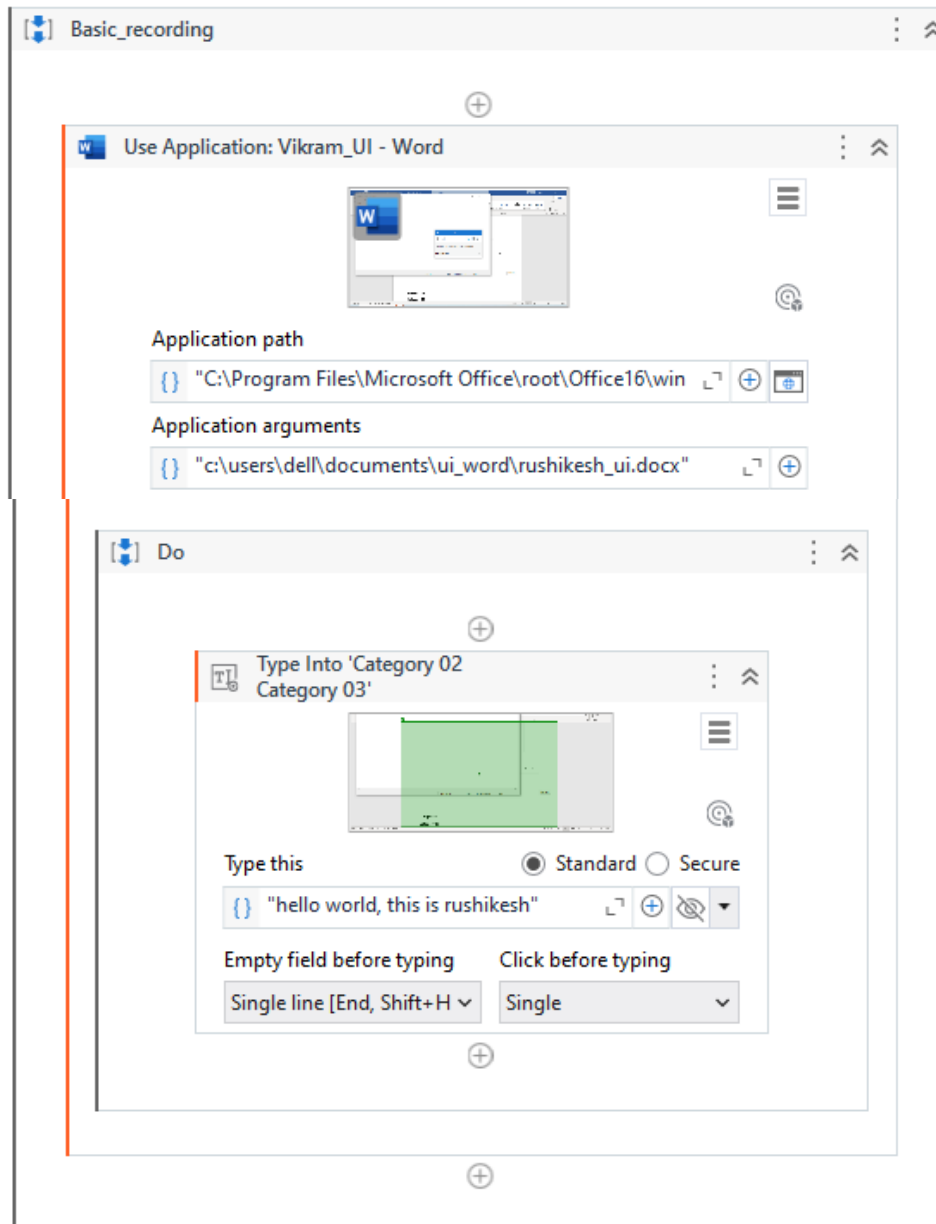 Basic_recording
Use Application: Vikram_UI - Word
W
Application path
{} "C:\Program Files\Microsoft Office\root\Office16\win
Application arguments
{} "c:\users\dell\documents\ui_word\rushikesh_ui.docx"
Do
Type Into 'Category 02
Category 03'
Type this Standard Secure
{} "hello world, this is rushikesh"
Empty field before typing Click before typing
Single line [End, Shift+H Single